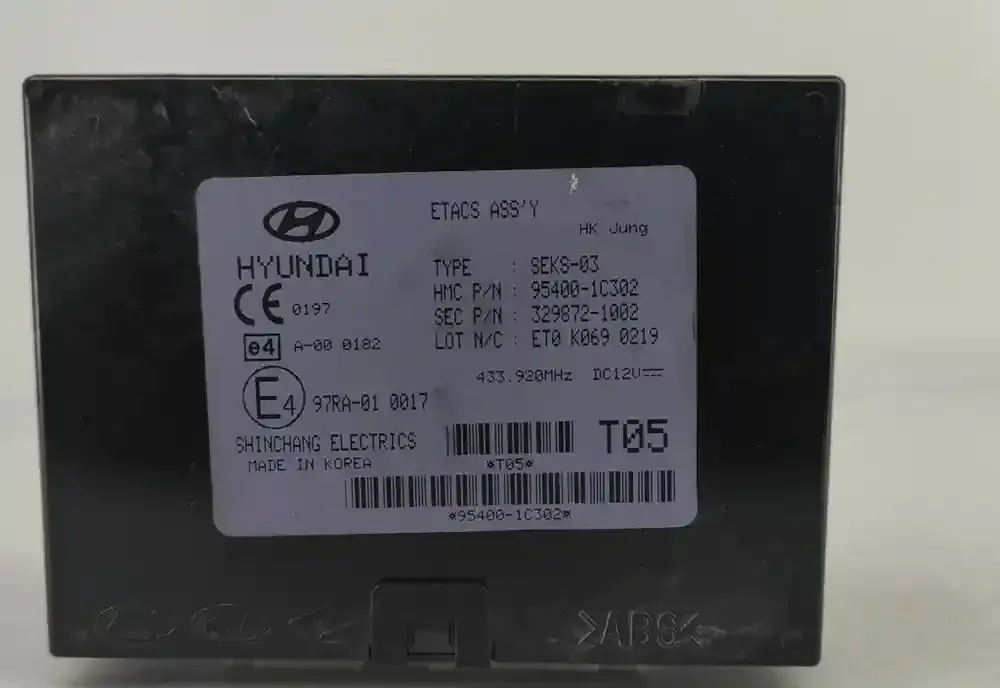 ETACS ASS'Y
HK Jung
HYUNDAI
TYPE : SEKS-03
HMC P/N : 95400-1C302
SEC P/N : 329872-1002
LOT N/C : ET0 K069 0219
CE 0197
e4 A-00 0182
433.920MHz DC12V
E4 97RA-01 0017
SHINCHANG ELECTRICS
MADE IN KOREA
*T05*
T05
*95400-1C302*
>ABS<